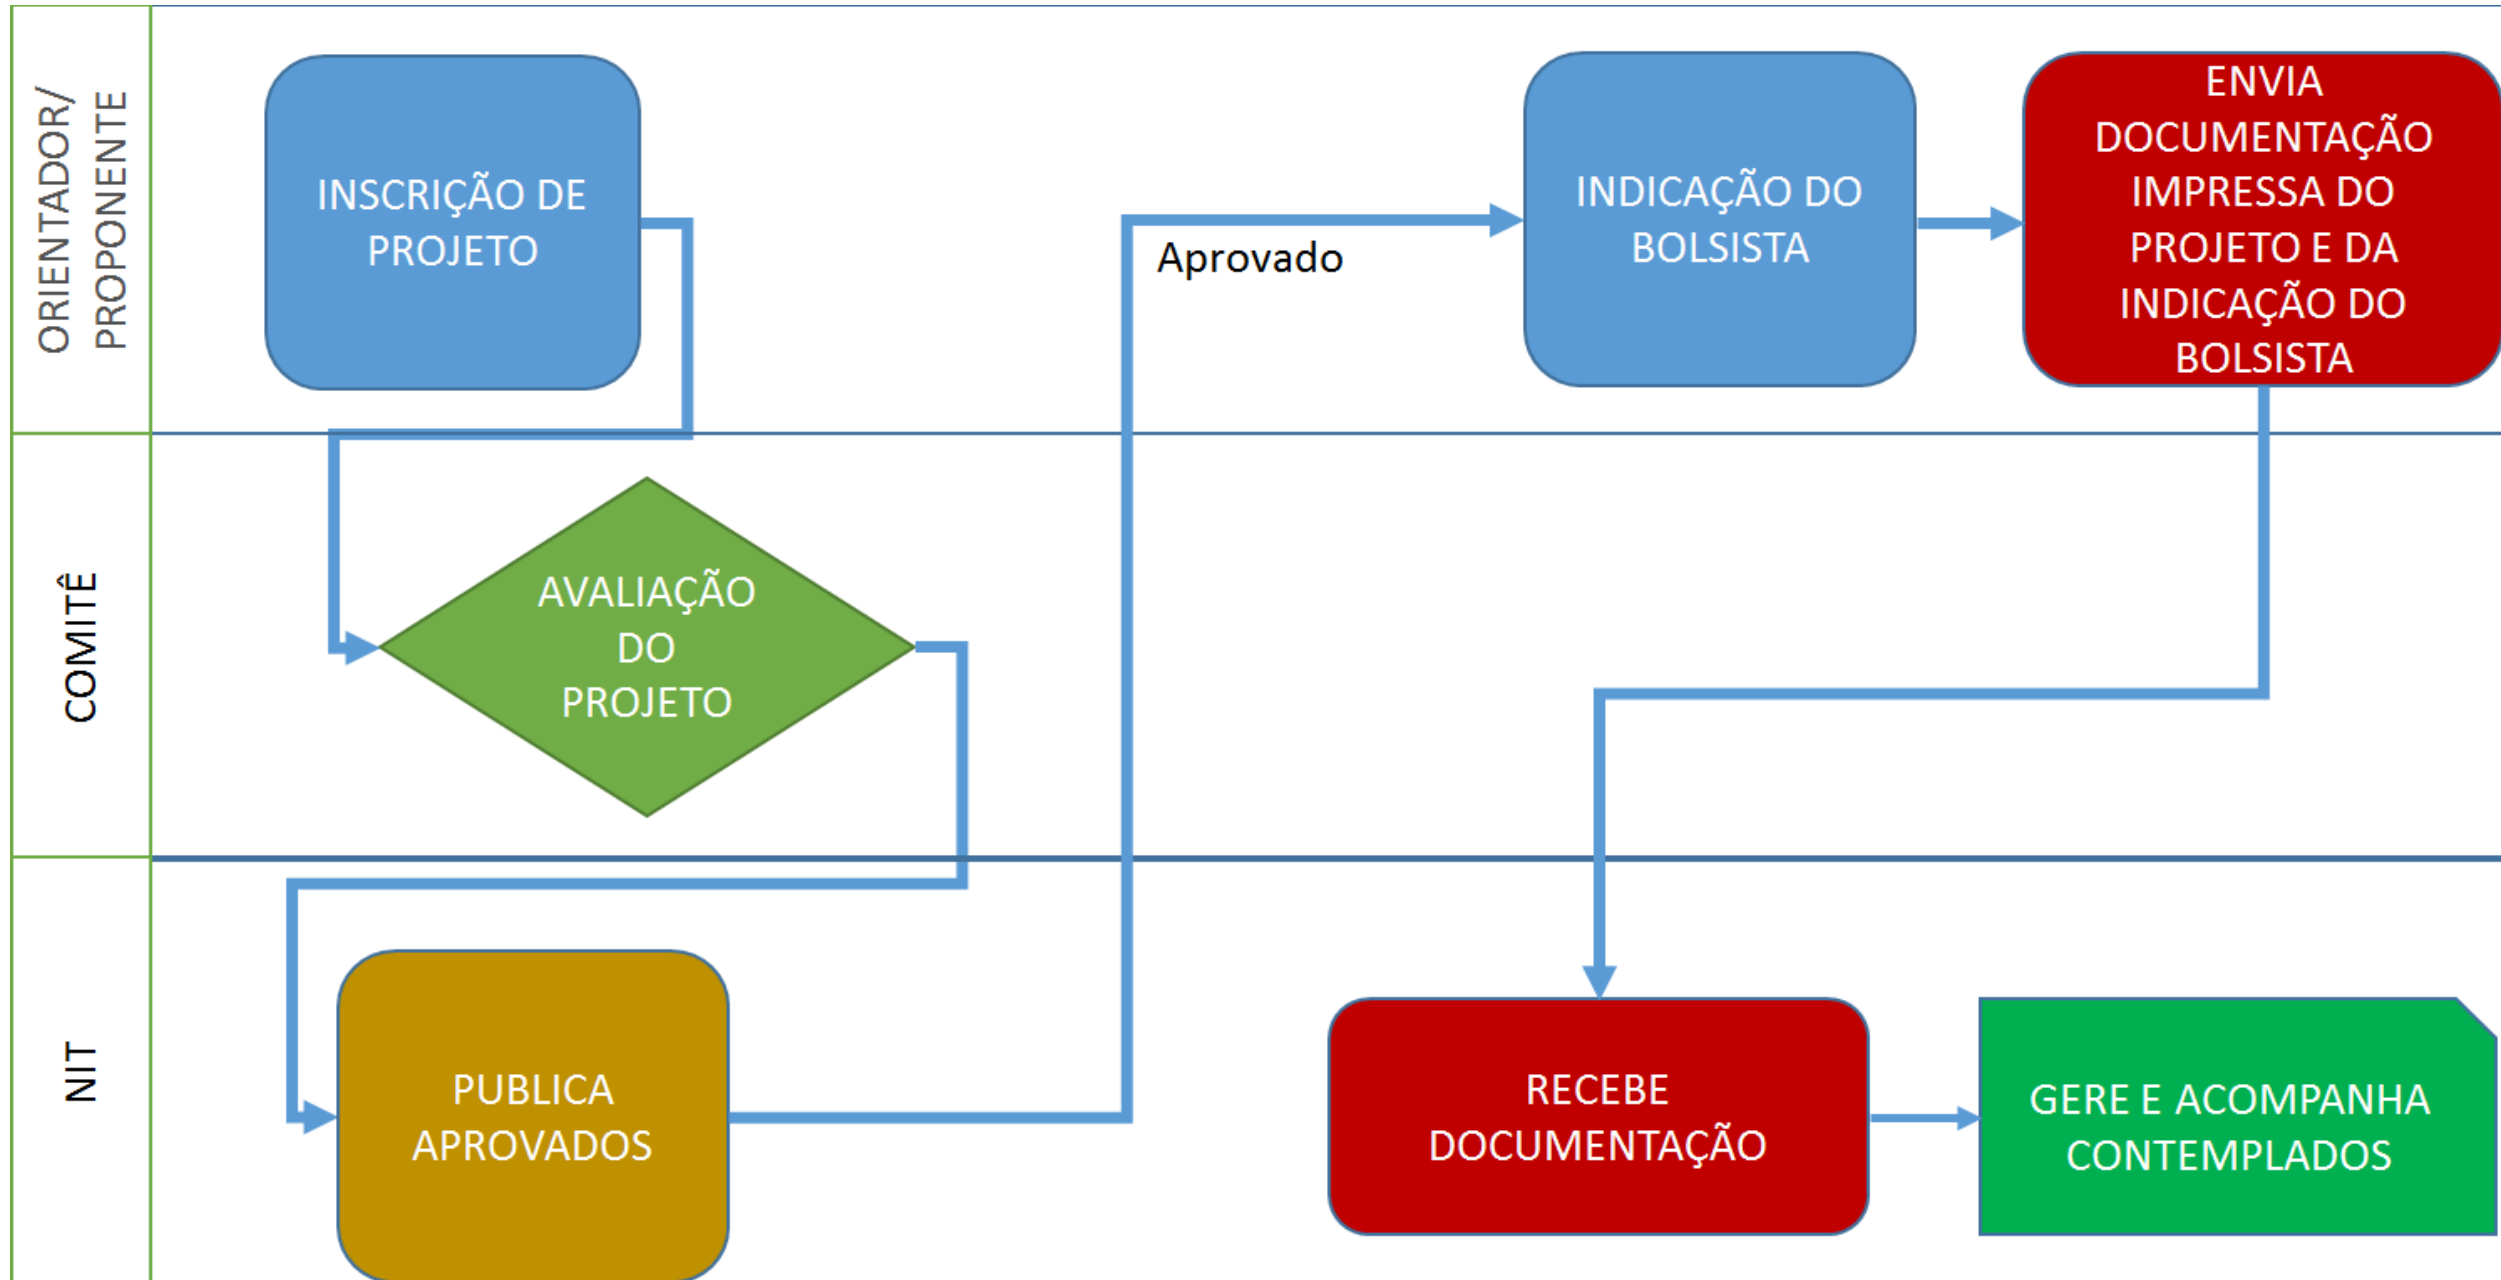 ORIENTADOR/
PROPONENTE
INSCRIÇÃO DE
PROJETO
Aprovado
INDICAÇÃO DO
BOLSISTA
ENVIA
DOCUMENTAÇÃO
IMPRESSA DO
PROJETO E DA
INDICAÇÃO DO
BOLSISTA
COMITÊ
AVALIAÇÃO
DO
PROJETO
NIT
PUBLICA
APROVADOS
RECEBE
DOCUMENTAÇÃO
GERE E ACOMPANHA
CONTEMPLADOS